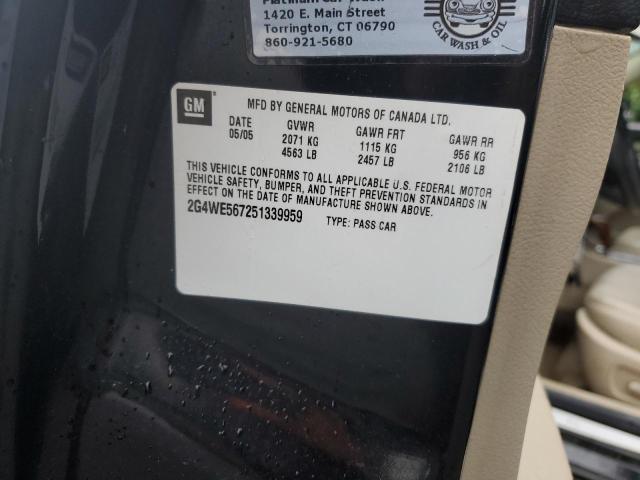 Platinum Car Wash
1420 E. Main Street
Torrington, CT 06790
860-921-5680
CAR WASH & OIL
GM
MFD BY GENERAL MOTORS OF CANADA LTD.
DATE GVWR GAWR FRT GAWR RR
05/05 2071 KG 1115 KG 956 KG
4563 LB 2457 LB 2106 LB
THIS VEHICLE CONFORMS TO ALL APPLICABLE U.S. FEDERAL MOTOR
VEHICLE SAFETY, BUMPER, AND THEFT PREVENTION STANDARDS IN
EFFECT ON THE DATE OF MANUFACTURE SHOWN ABOVE.
2G4WE567251339959 TYPE: PASS CAR